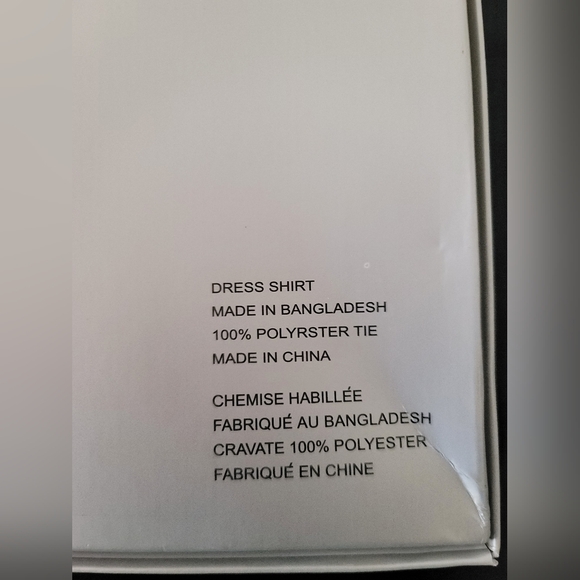 DRESS SHIRT
MADE IN BANGLADESH
100% POLYRSTER TIE
MADE IN CHINA
CHEMISE HABILLÉE
FABRIQUÉ AU BANGLADESH
CRAVATE 100% POLYESTER
FABRIQUÉ EN CHINE